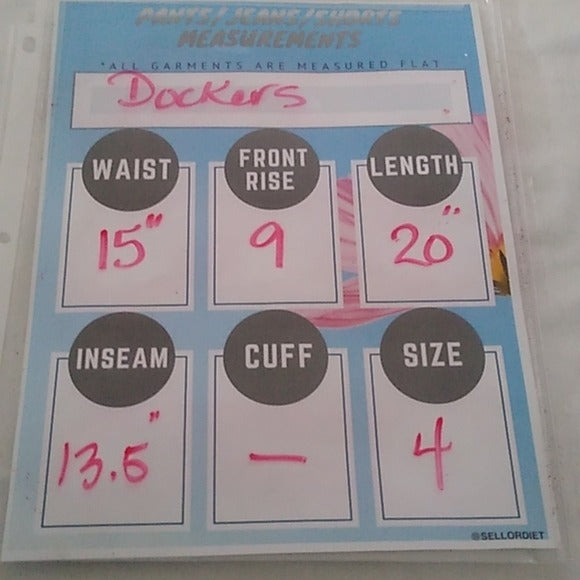 PANTS/JEANS/SHORTS
MEASUREMENTS
*ALL GARMENTS ARE MEASURED FLAT
Dockers
WAIST
15"
FRONT
RISE
9
LENGTH
20"
INSEAM
13.5"
CUFF
—
SIZE
4
@SELLORDIET